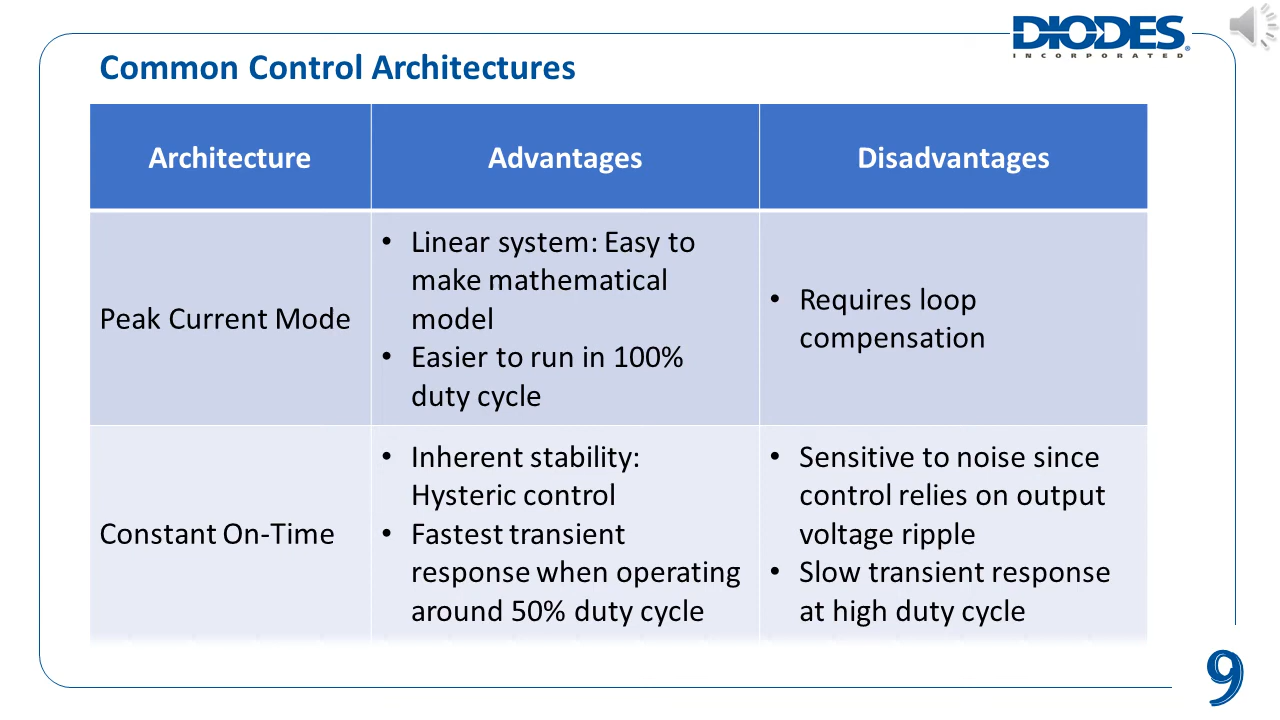 DIODES
INCORPORATED
Common Control Architectures
Architecture
Advantages
Disadvantages
Peak Current Mode
• Linear system: Easy to
make mathematical
model
• Easier to run in 100%
duty cycle
• Requires loop
compensation
Constant On-Time
• Inherent stability:
Hysteric control
• Fastest transient
response when operating
around 50% duty cycle
• Sensitive to noise since
control relies on output
voltage ripple
• Slow transient response
at high duty cycle
9